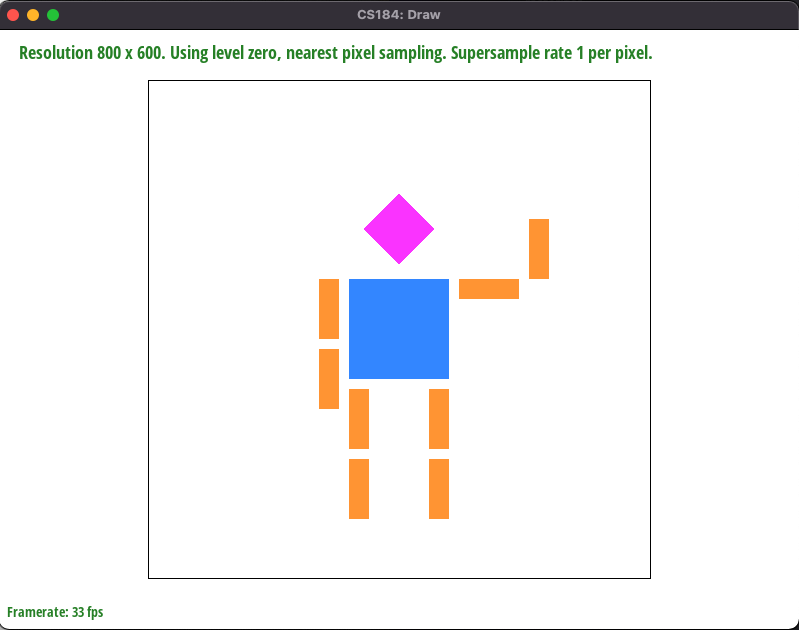 CS184: Draw
Resolution 800 x 600. Using level zero, nearest pixel sampling. Supersample rate 1 per pixel.
Framerate: 33 fps